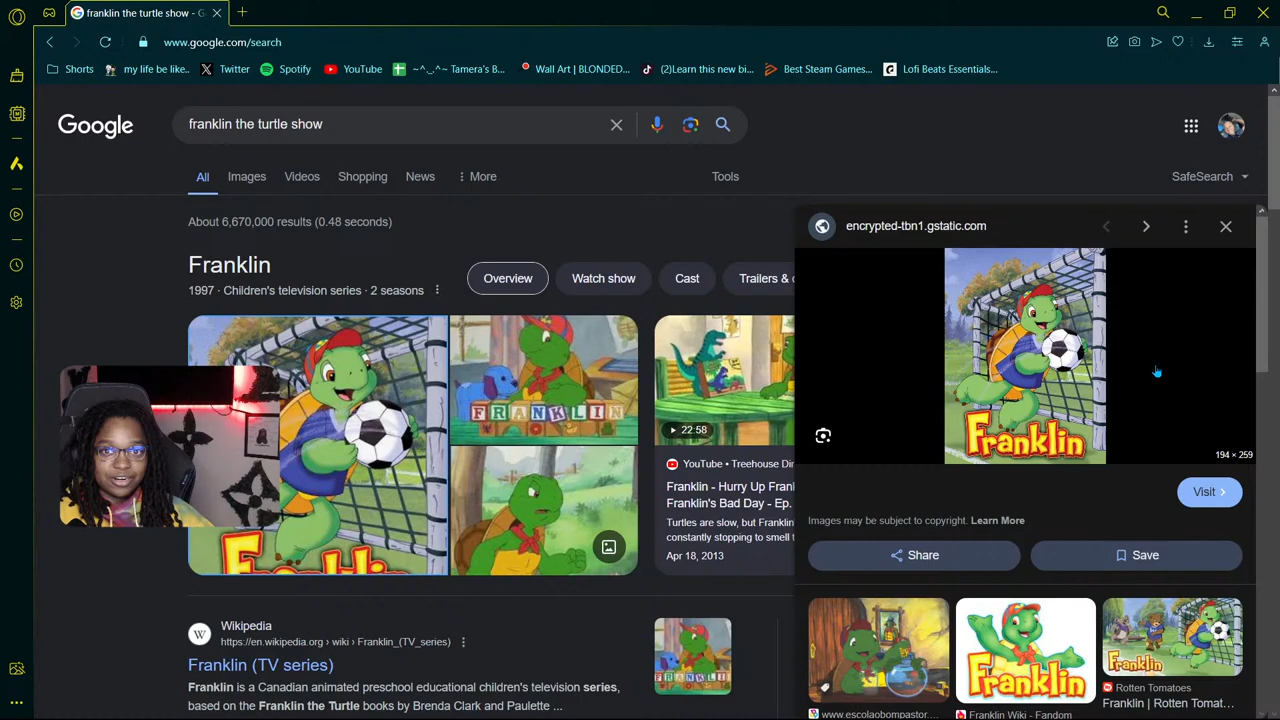 franklin the turtle show - G
www.google.com/search
Shorts
my life be like..
Twitter
Spotify
YouTube
~^◡^~ Tamera's B...
Wall Art | BLONDED...
(2)Learn this new bi...
Best Steam Games...
Lofi Beats Essentials...
Google
franklin the turtle show
All
Images
Videos
Shopping
News
More
Tools
SafeSearch
About 6,670,000 results (0.48 seconds)
encrypted-tbn1.gstatic.com
Franklin
1997 · Children's television series · 2 seasons
Overview
Watch show
Cast
Trailers &
FRANKLIN
22:58
YouTube • Treehouse Dir
Franklin - Hurry Up Frank
Franklin's Bad Day - Ep.
Turtles are slow, but Franklin
constantly stopping to smell t
Apr 18, 2013
Franklin
Franklin
194 × 259
Visit
Images may be subject to copyright. Learn More
Share
Save
Franklin
Franklin
www.escolaobompastor....
Franklin Wiki - Fandom
Rotten Tomatoes
Franklin | Rotten Tomat...
W
Wikipedia
https://en.wikipedia.org › wiki › Franklin_(TV_series)
Franklin (TV series)
FRANKLIN
Franklin is a Canadian animated preschool educational children's television series,
based on the Franklin the Turtle books by Brenda Clark and Paulette ...